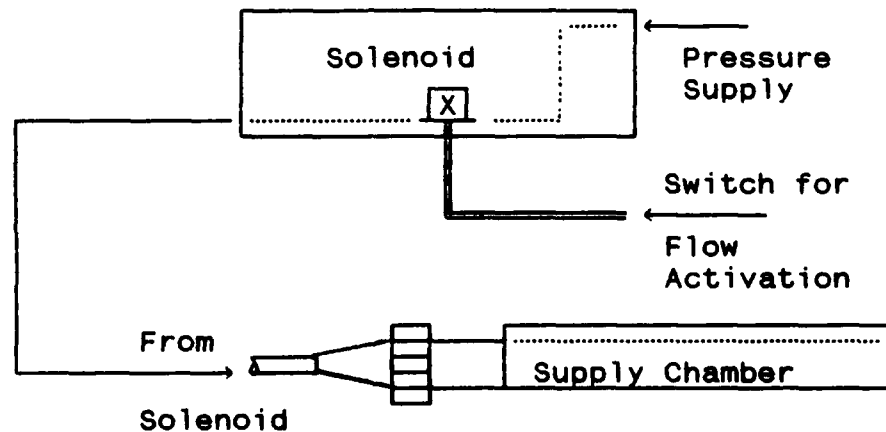 Solenoid
X
Pressure
Supply
Switch for
Flow
Activation
From
Solenoid
Supply Chamber